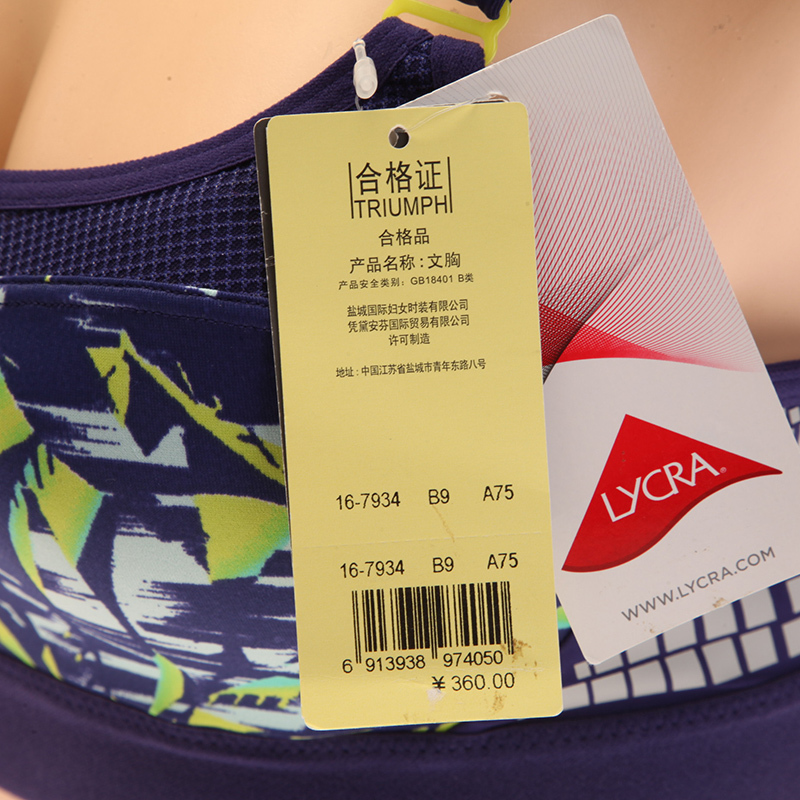 合格证
TRIUMPH
合格品
产品名称:文胸
产品安全类别: GB18401 B类
盐城国际妇女时装有限公司
凭黛安芬国际贸易有限公司
许可制造
地址: 中国江苏省盐城市青年东路八号
16-7934 B9 A75
16-7934 B9 A75
6 913938 974050
¥ 360.00
LYCRA®
WWW.LYCRA.COM